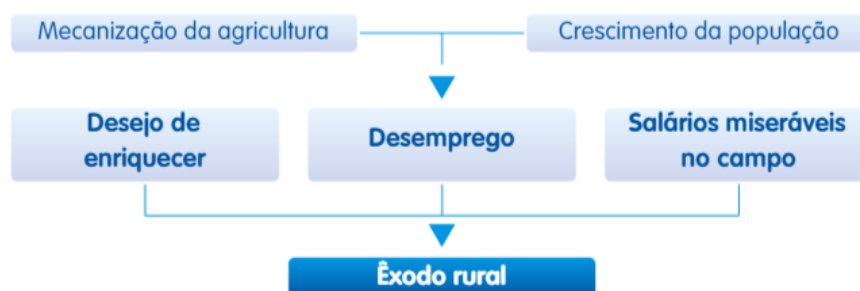 Mecanização da agricultura
Crescimento da população
Desejo de
enriquecer
Desemprego
Salários miseráveis
no campo
Êxodo rural